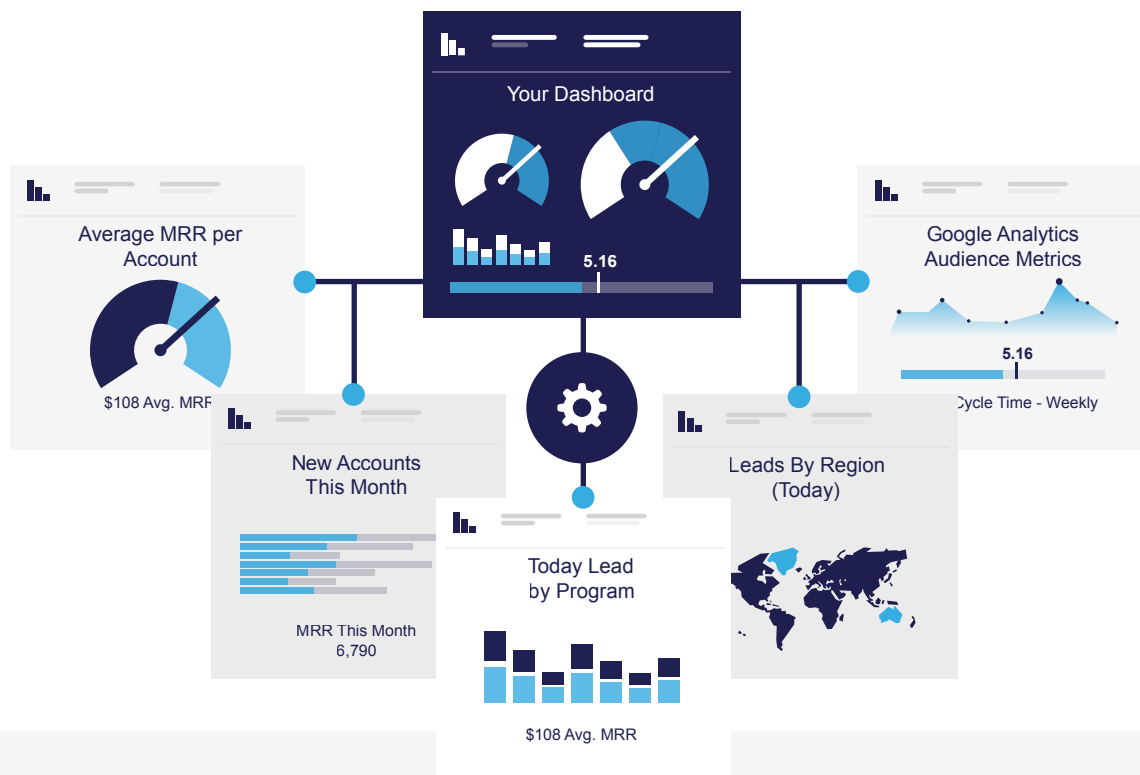 Your Dashboard
5.16
Average MRR per
Account
$108 Avg. MRR
Google Analytics
Audience Metrics
5.16
Cycle Time - Weekly
New Accounts
This Month
MRR This Month
6,790
Leads By Region
(Today)
Today Lead
by Program
$108 Avg. MRR